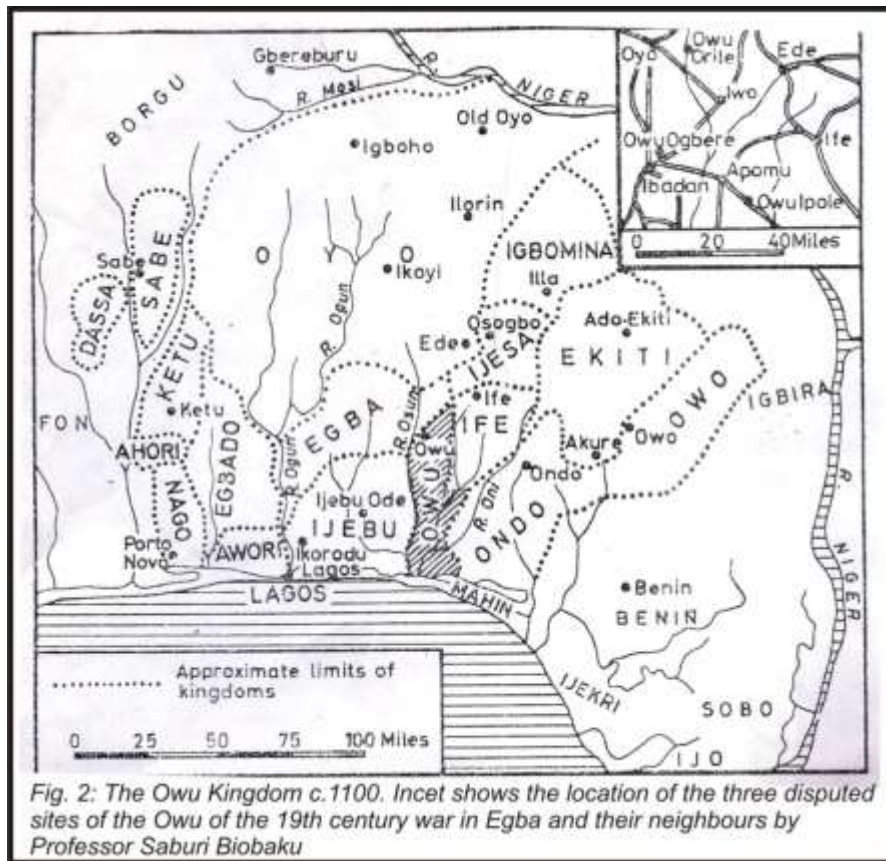 Gbereburu
R. Mosi
R.
NIGER
BORGU
Old Oyo
Igboho
Ilorin
Sabe
SABE
DASSA
O Y O
Ikoyi
R. Ogun
IGBOMINA
Illa
Osogbo
Ede
IJESA
Ado-Ekiti
EKITI
KETU
Ketu
FON
EGBA
R. Osun
Ife
IFE
OWO
Owo
IGBIRA
AHORI
EGBADO
R. Ogun
Owu
OWU
Akure
Ondo
R. Oni
ONDO
NAGO
Ijebu Ode
IJEBU
Porto
Novo
AWORI
Ikorodu
Lagos
LAGOS
MAHIN
Benin
BENIN
R.
NIGER
IJEKRI
SOBO
IJO
Oyo
Owu
Orile
Ede
Iwo
Owu Ogbere
Ife
Ibadan
Apomu
Owu Ipole
0 20 40 Miles
Approximate limits of
kingdoms
0 25 50 75 100 Miles
Fig. 2: The Owu Kingdom c.1100. Incet shows the location of the three disputed
sites of the Owu of the 19th century war in Egba and their neighbours by
Professor Saburi Biobaku